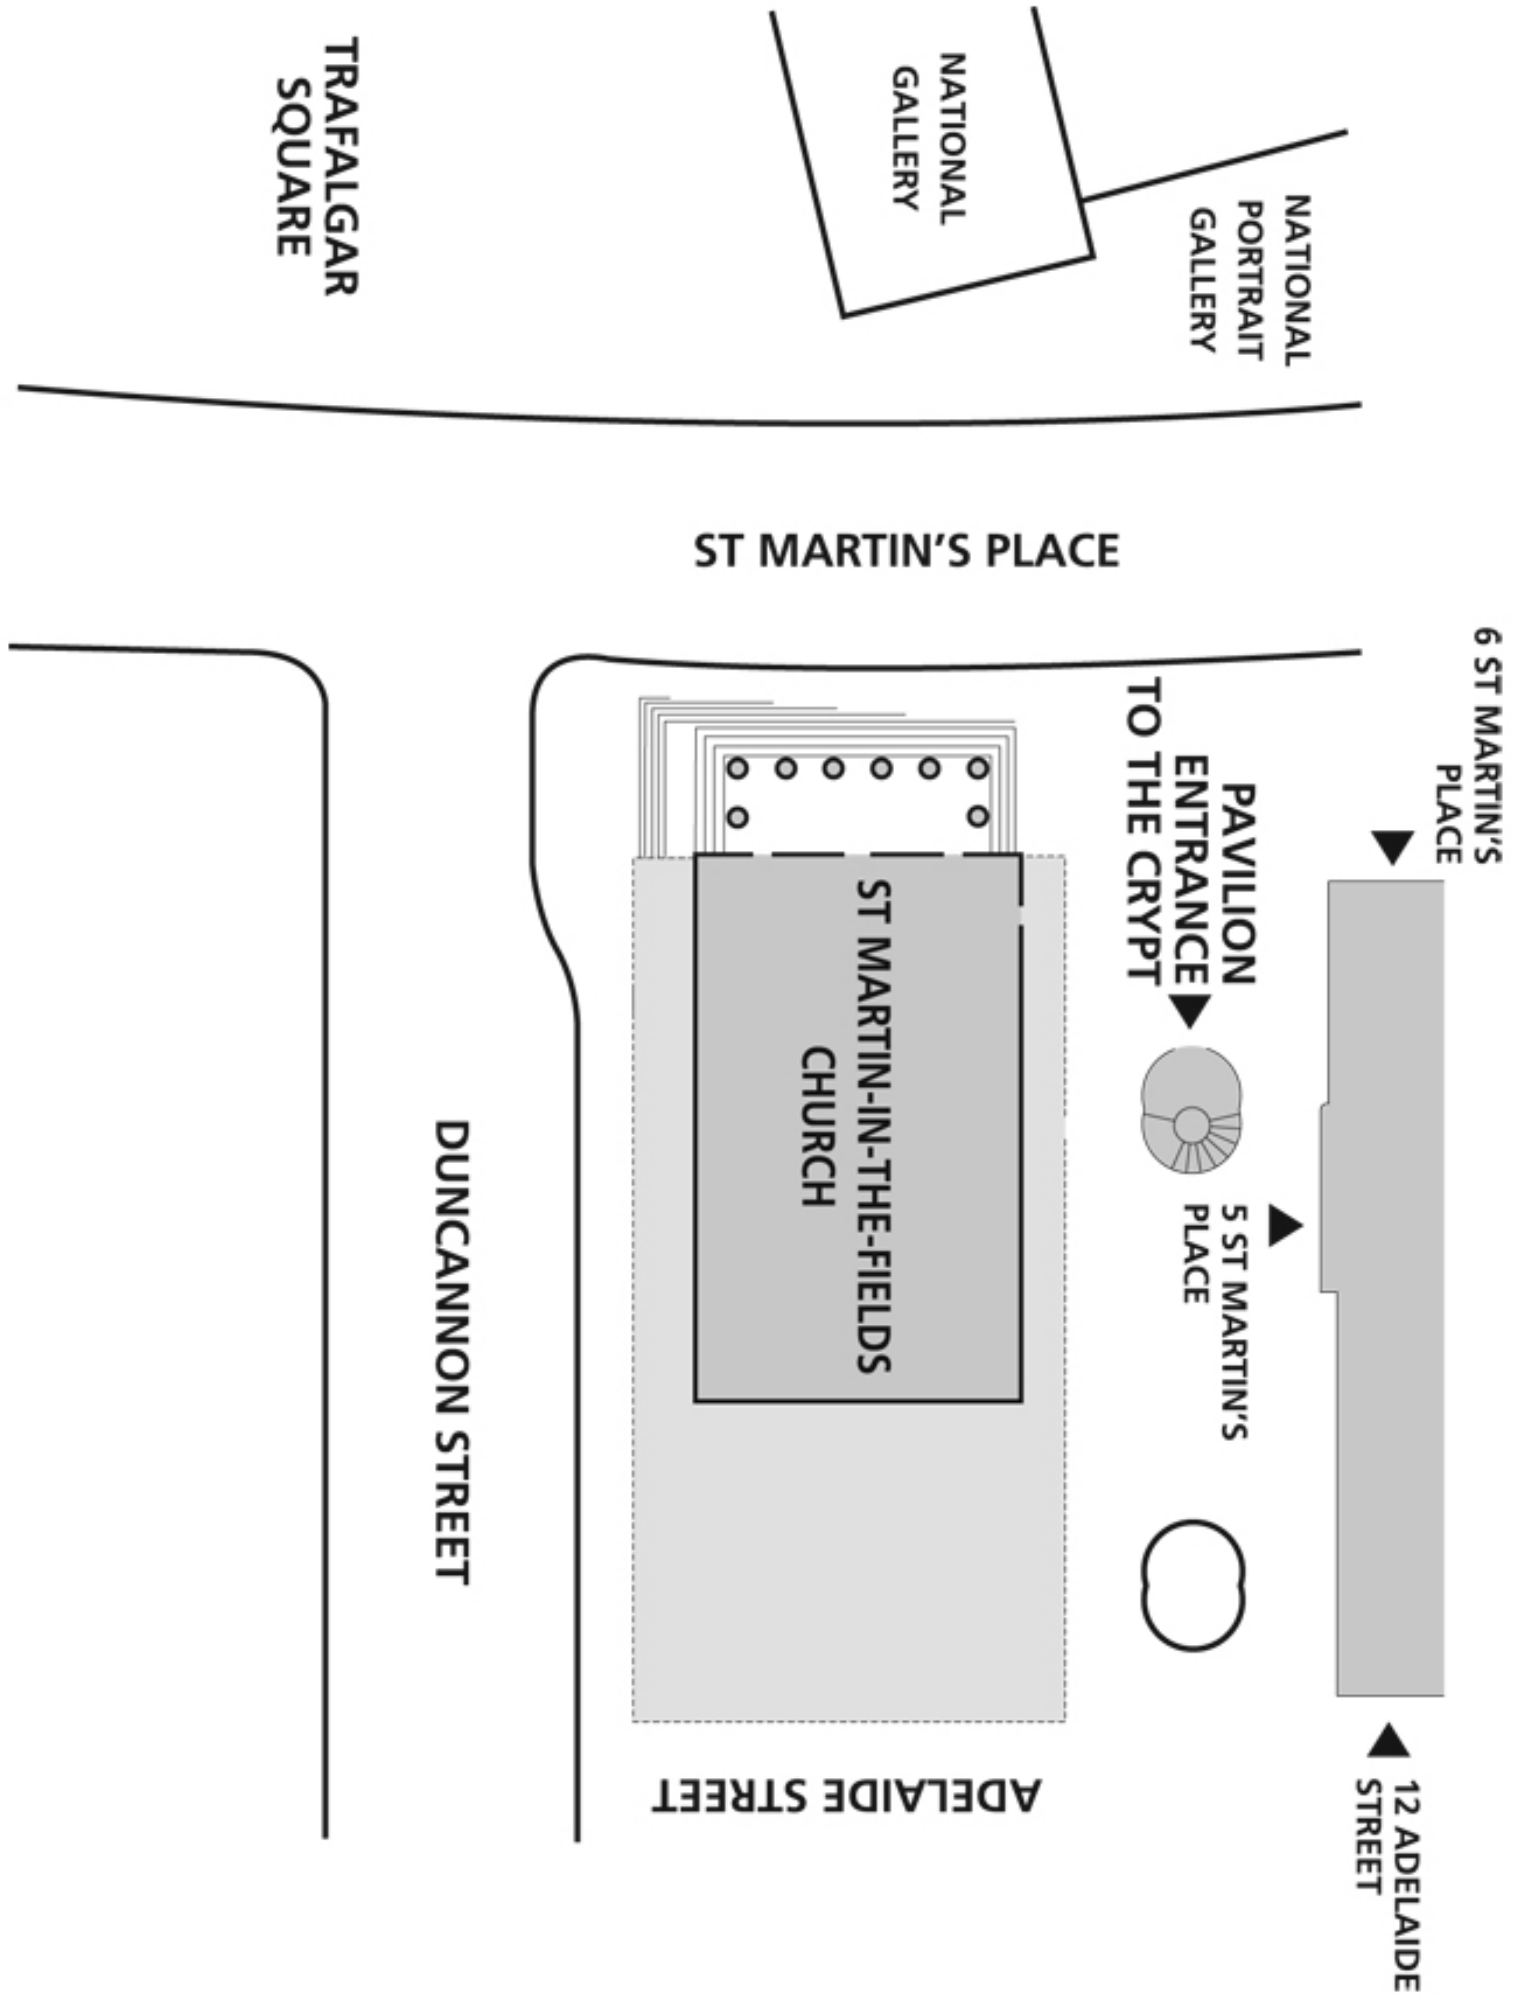 TRAFALGAR
SQUARE
NATIONAL
GALLERY
NATIONAL
PORTRAIT
GALLERY
ST MARTIN'S PLACE
6 ST MARTIN'S
PLACE
PAVILION
ENTRANCE
TO THE CRYPT
ST MARTIN-IN-THE-FIELDS
CHURCH
5 ST MARTIN'S
PLACE
DUNCANNON STREET
ADELAIDE STREET
12 ADELAIDE
STREET